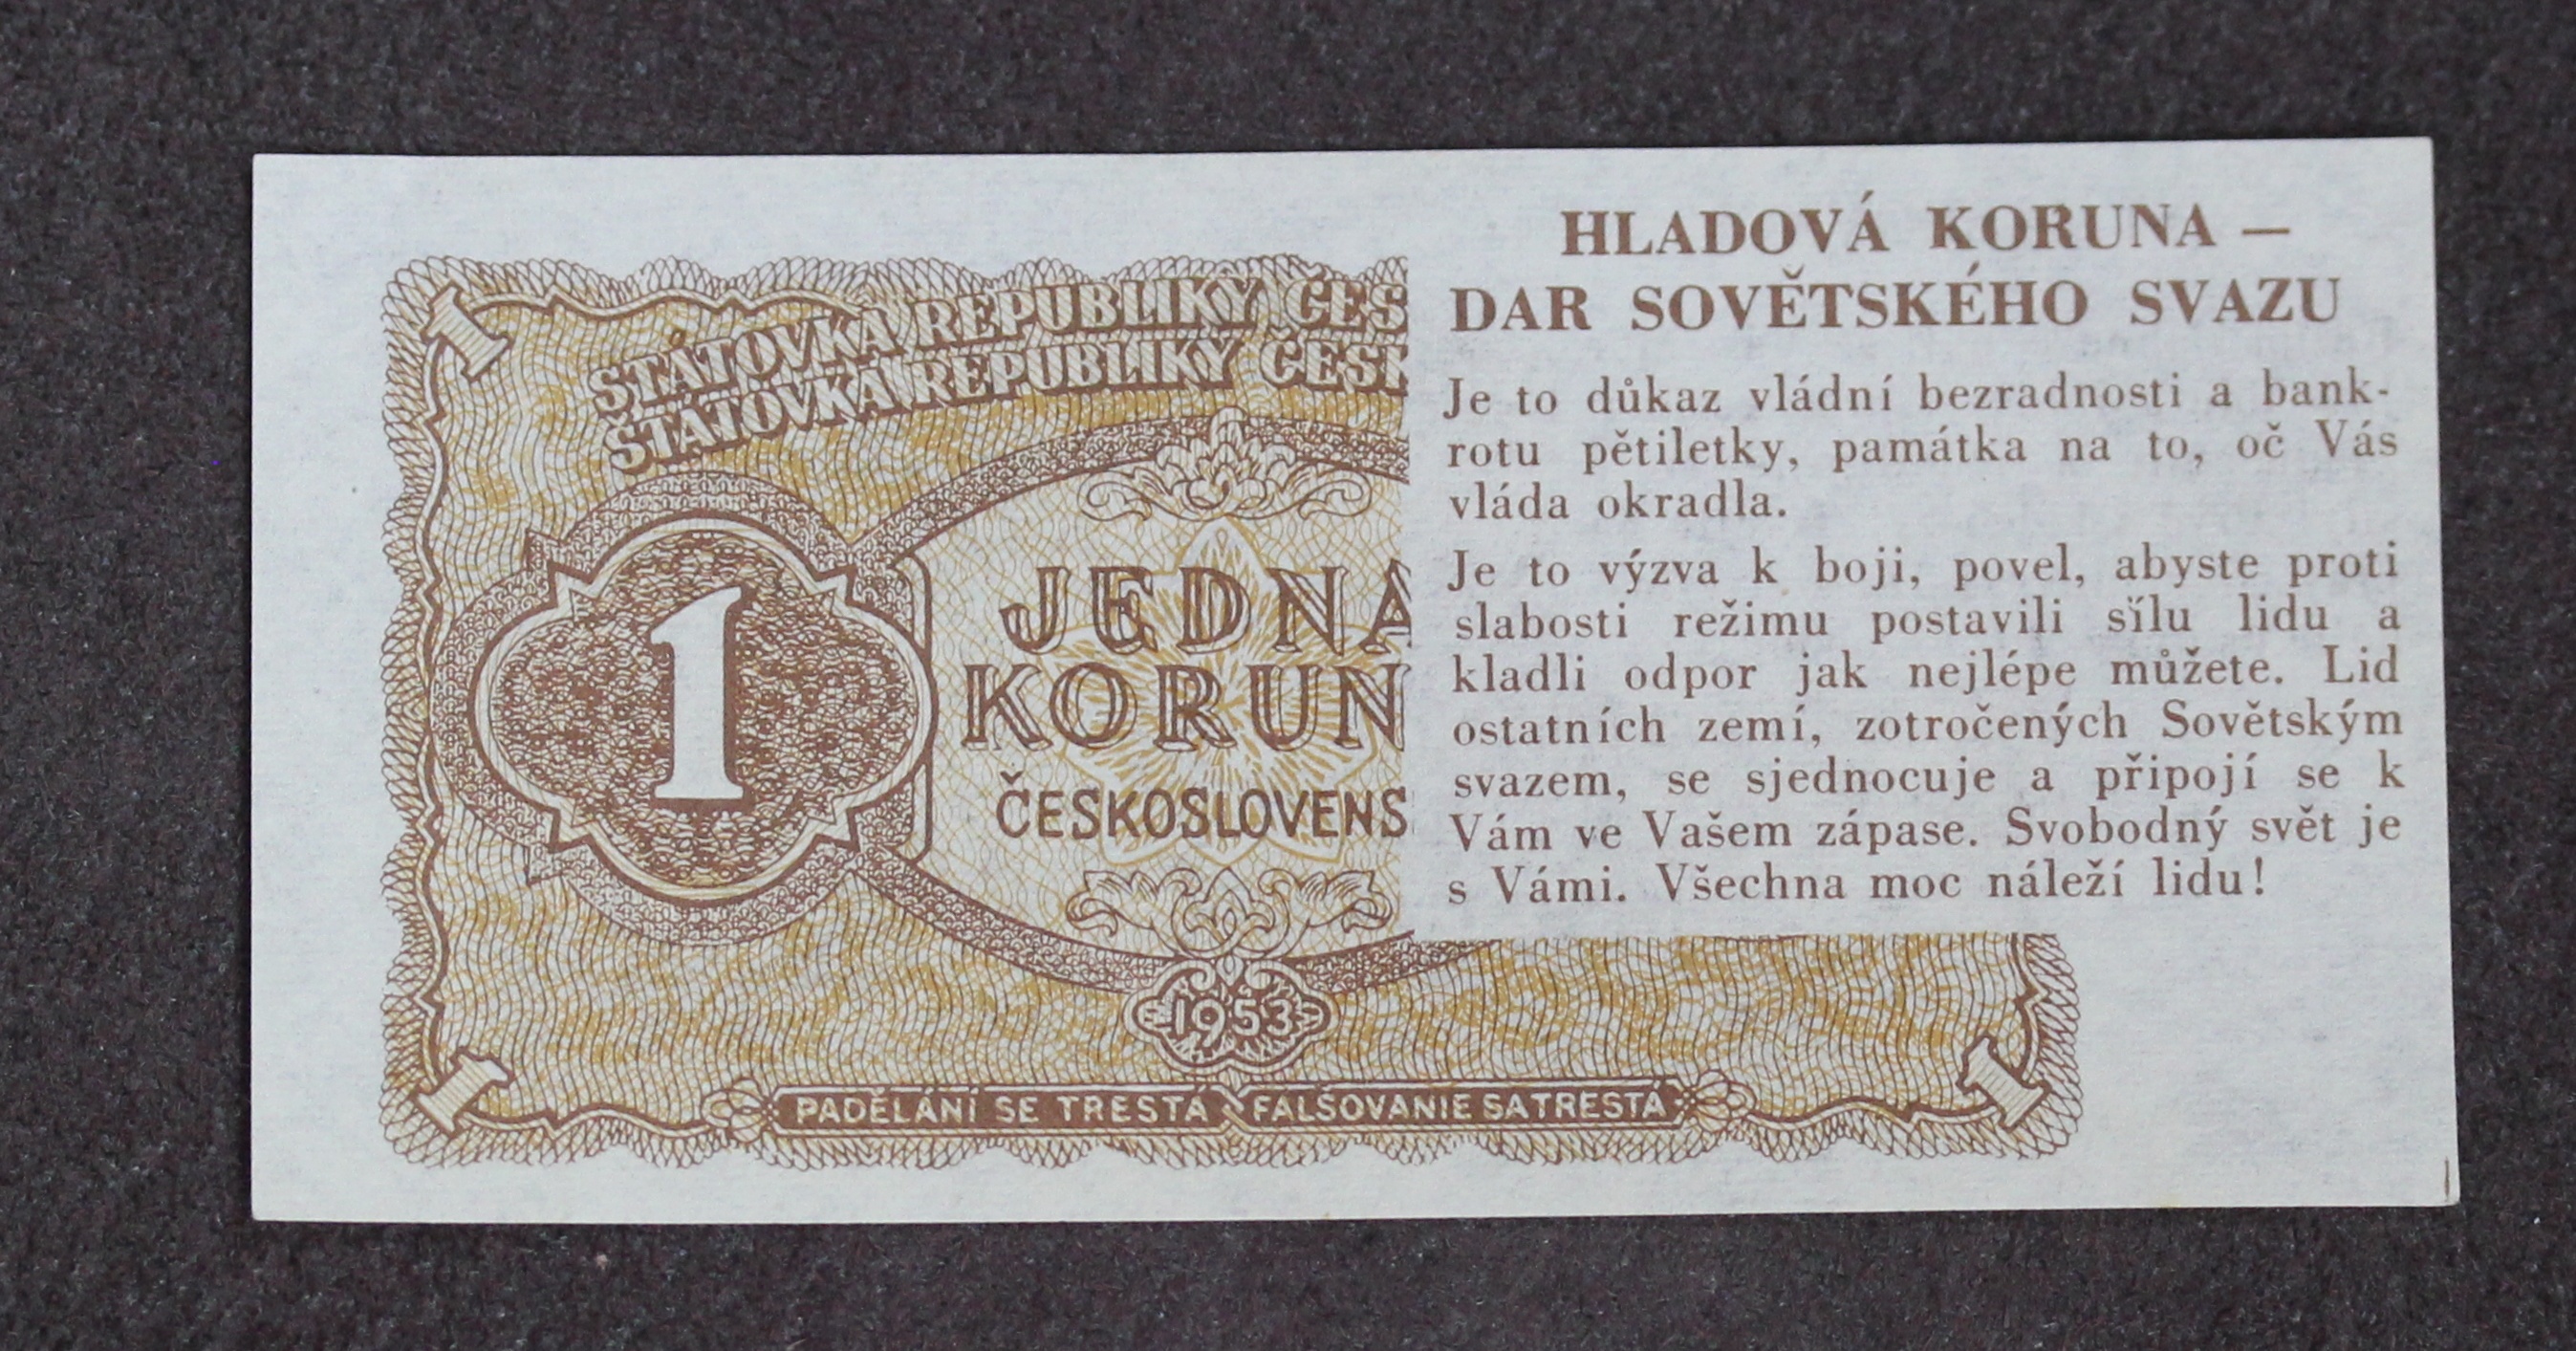 STÁTOVKA REPUBLIKY ČES
ŠTÁTOVKA REPUBLIKY ČESK
1
JEDNA
KORUN
ČESKOSLOVENS
1953
PADĚLÁNÍ SE TRESTÁ FALŠOVANIE SA TRESTÁ
1
1
1
HLADOVÁ KORUNA –
DAR SOVĚTSKÉHO SVAZU
Je to důkaz vládní bezradnosti a bank-
rotu pětiletky, památka na to, oč Vás
vláda okradla.
Je to výzva k boji, povel, abyste proti
slabosti režimu postavili sílu lidu a
kladli odpor jak nejlépe můžete. Lid
ostatních zemí, zotročených Sovětským
svazem, se sjednocuje a připojí se k
Vám ve Vašem zápase. Svobodný svět je
s Vámi. Všechna moc náleží lidu!